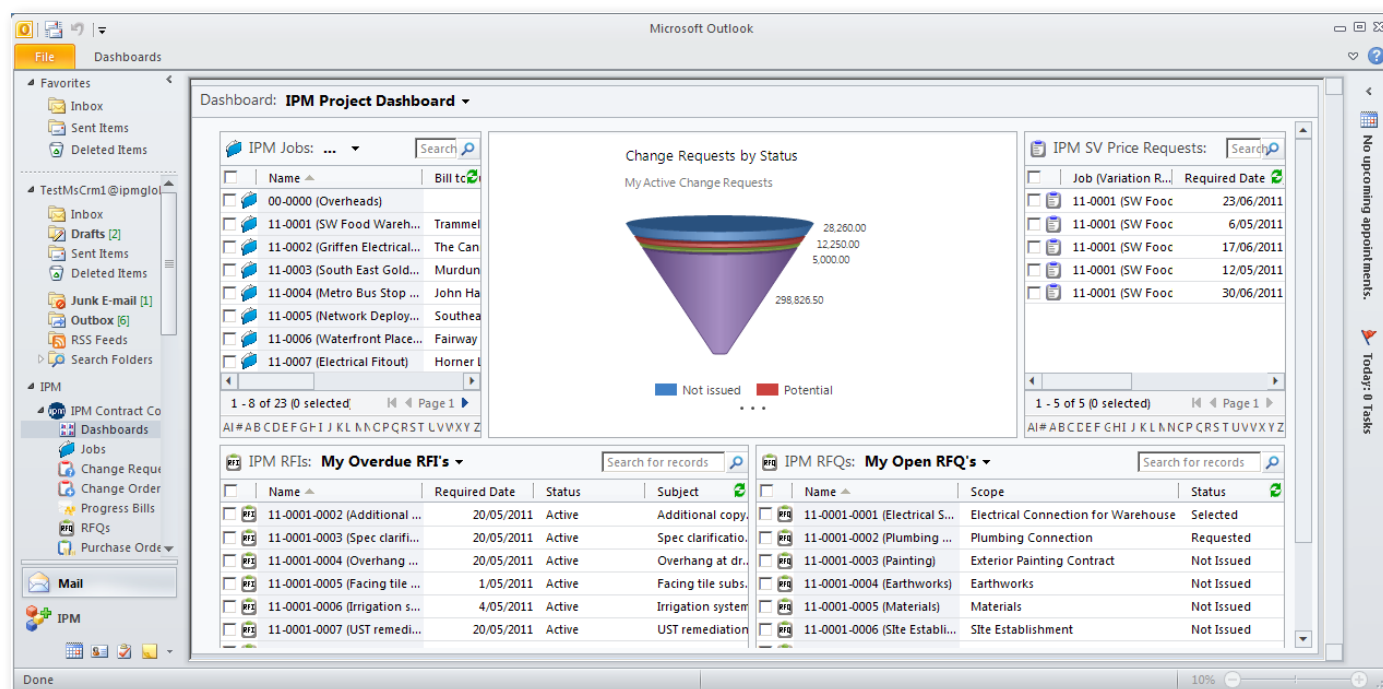 Microsoft Outlook
File Dashboards
Favorites
Inbox
Sent Items
Deleted Items
TestMsCrm1@ipmglol
Inbox
Drafts [2]
Sent Items
Deleted Items
Junk E-mail [1]
Outbox [6]
RSS Feeds
Search Folders
IPM
IPM Contract Co
Dashboards
Jobs
Change Reque
Change Order
Progress Bills
RFQs
Purchase Orde
Mail
IPM
Dashboard: IPM Project Dashboard
IPM Jobs: ... Search
Name Bill to
00-0000 (Overheads)
11-0001 (SW Food Wareh... Trammel
11-0002 (Griffen Electrical... The Can
11-0003 (South East Gold... Murdun
11-0004 (Metro Bus Stop ... John Ha
11-0005 (Network Deploy... Southea
11-0006 (Waterfront Place... Fairway
11-0007 (Electrical Fitout) Horner L
1 - 8 of 23 (0 selected) Page 1
Change Requests by Status
My Active Change Requests
28,260.00
12,250.00
5,000.00
298,826.50
Not issued Potential
...
IPM SV Price Requests: Search
Job (Variation R... Required Date
11-0001 (SW Fooc 23/06/2011
11-0001 (SW Fooc 6/05/2011
11-0001 (SW Fooc 17/06/2011
11-0001 (SW Fooc 12/05/2011
11-0001 (SW Fooc 30/06/2011
1 - 5 of 5 (0 selected) Page 1
RFI IPM RFIs: My Overdue RFI's Search for records
Name Required Date Status Subject
11-0001-0002 (Additional ... 20/05/2011 Active Additional copy.
11-0001-0003 (Spec clarifi... 20/05/2011 Active Spec clarificatio.
11-0001-0004 (Overhang ... 20/05/2011 Active Overhang at dr..
11-0001-0005 (Facing tile ... 1/05/2011 Active Facing tile subs.
11-0001-0006 (Irrigation s... 4/05/2011 Active Irrigation system
11-0001-0007 (UST remedi... 20/05/2011 Active UST remediation
RFQ IPM RFQs: My Open RFQ's Search for records
Name Scope Status
11-0001-0001 (Electrical S... Electrical Connection for Warehouse Selected
11-0001-0002 (Plumbing ... Plumbing Connection Requested
11-0001-0003 (Painting) Exterior Painting Contract Not Issued
11-0001-0004 (Earthworks) Earthworks Not Issued
11-0001-0005 (Materials) Materials Not Issued
11-0001-0006 (SIte Establi... SIte Establishment Not Issued
No upcoming appointments.
Today: 0 Tasks
Done
10%